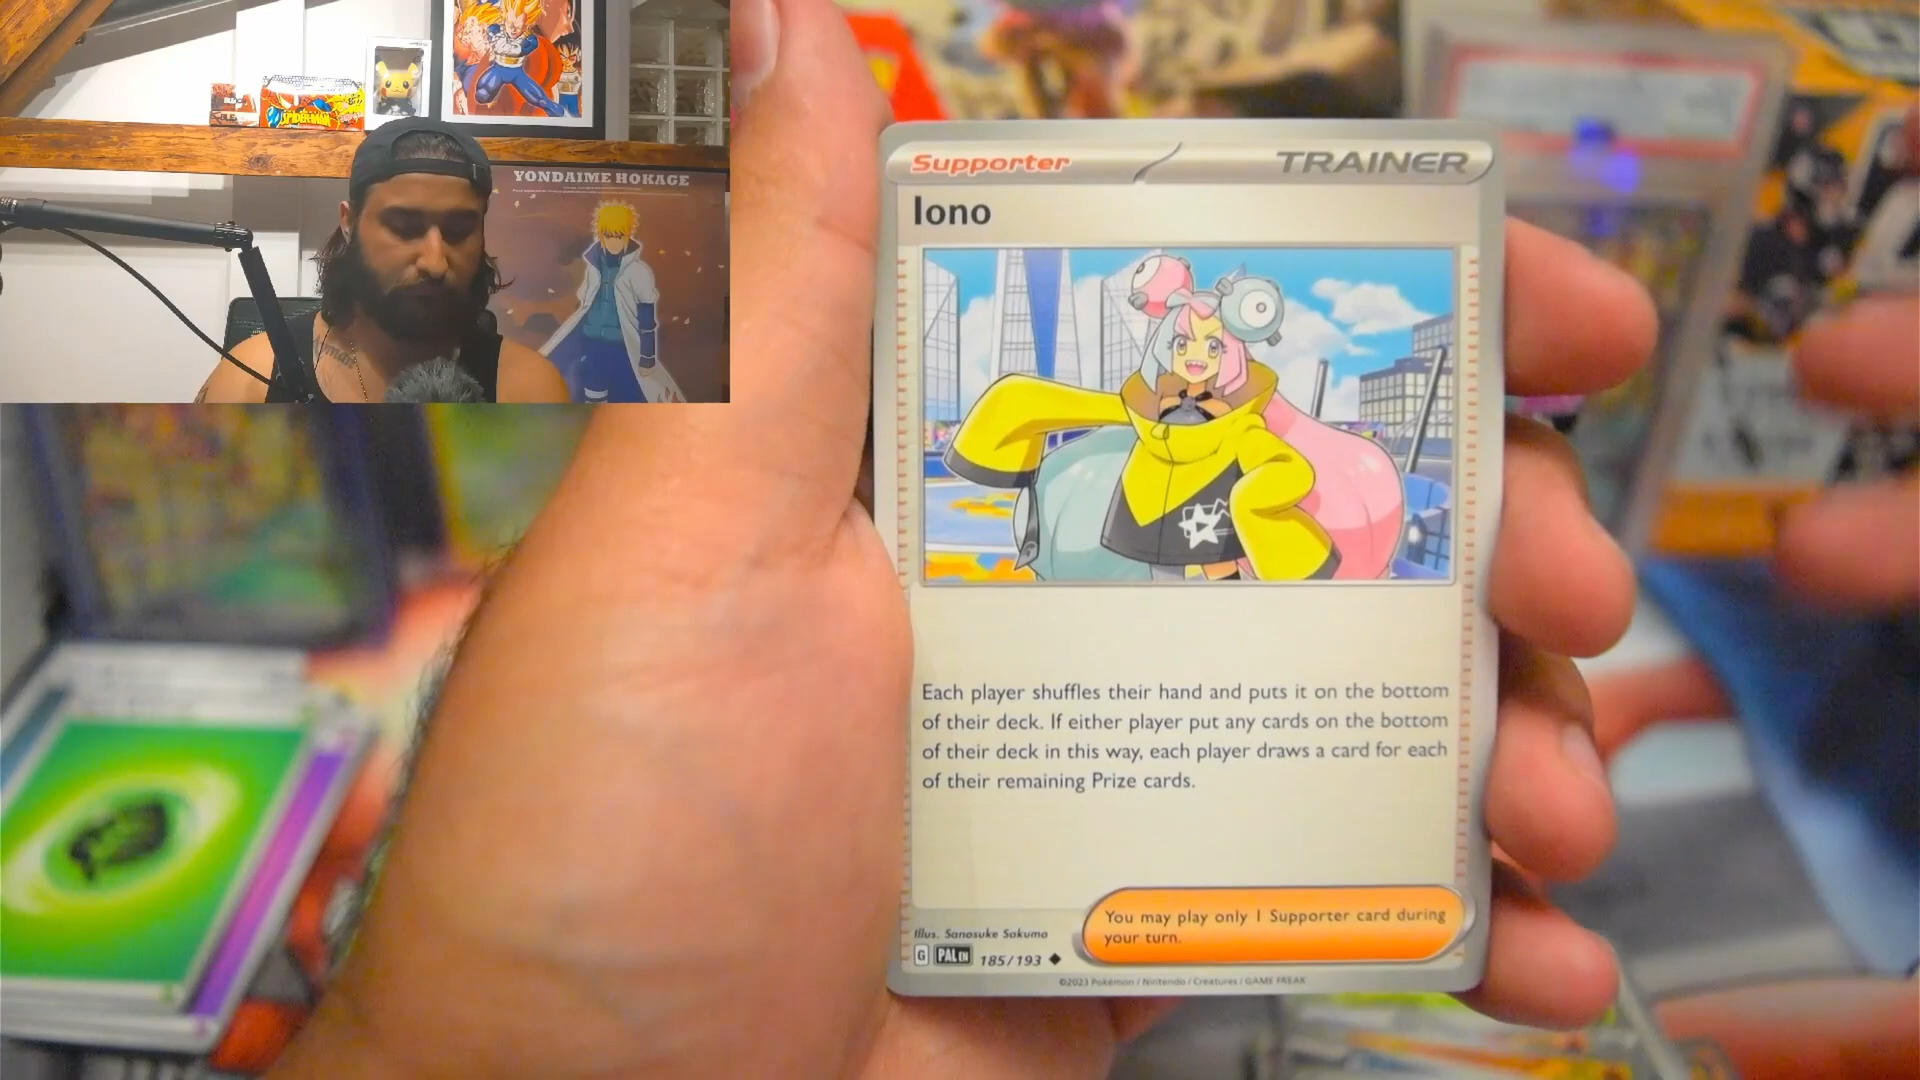 YONDAIME HOKAGE
SPIDER-MAN
Supporter
TRAINER
Iono
Each player shuffles their hand and puts it on the bottom
of their deck. If either player put any cards on the bottom
of their deck in this way, each player draws a card for each
of their remaining Prize cards.
You may play only 1 Supporter card during
your turn.
Illus. Sanosuke Sakuma
G PAL EN 185/193
©2023 Pokémon / Nintendo / Creatures / GAME FREAK